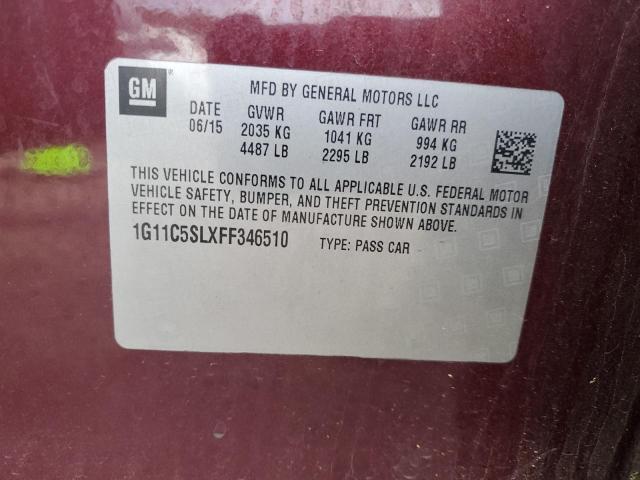 GM
MFD BY GENERAL MOTORS LLC
DATE GVWR GAWR FRT GAWR RR
06/15 2035 KG 1041 KG 994 KG
4487 LB 2295 LB 2192 LB
THIS VEHICLE CONFORMS TO ALL APPLICABLE U.S. FEDERAL MOTOR
VEHICLE SAFETY, BUMPER, AND THEFT PREVENTION STANDARDS IN
EFFECT ON THE DATE OF MANUFACTURE SHOWN ABOVE.
1G11C5SLXFF346510 TYPE: PASS CAR